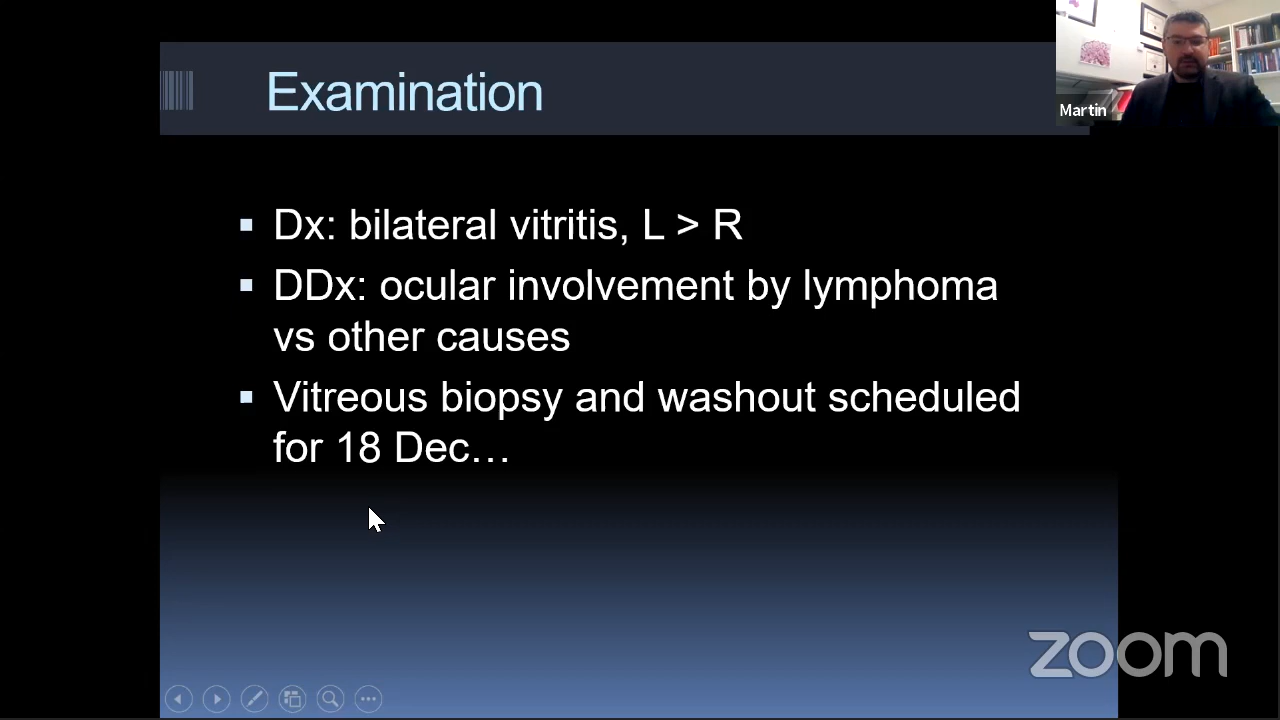 Examination
Martin
Dx: bilateral vitritis, L > R
DDx: ocular involvement by lymphoma
vs other causes
Vitreous biopsy and washout scheduled
for 18 Dec…
zoom